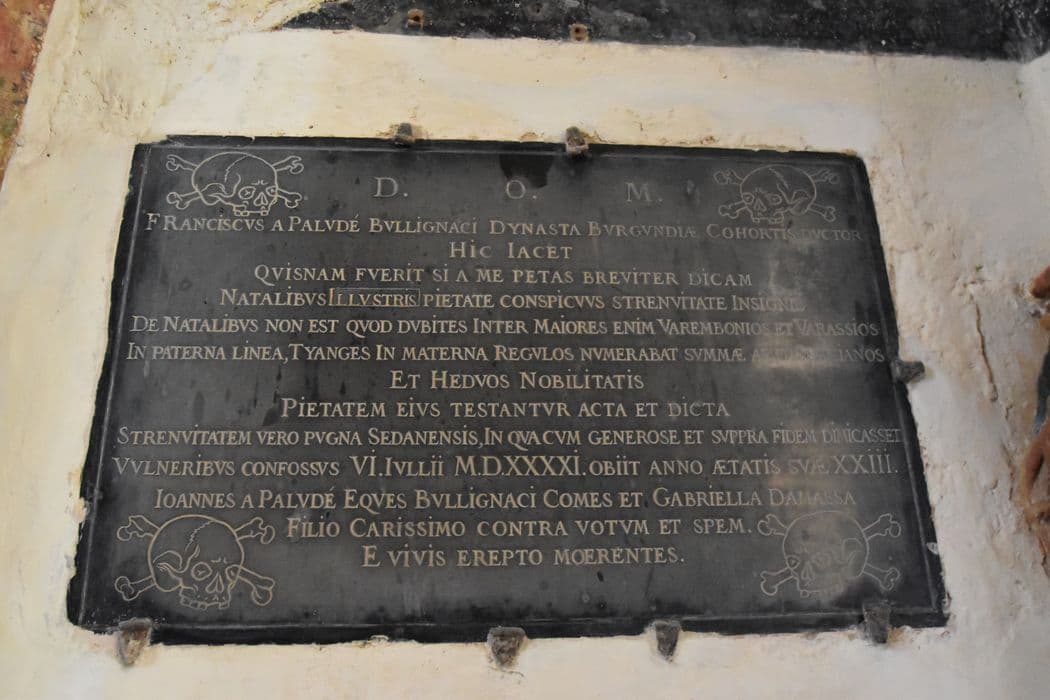 D. O. M.
FRANCISCVS A PALVDÉ BVLLIGNACI DYNASTA BVRGVNDIÆ COHORTIS DVCTOR
HIC IACET
QVISNAM FVERIT SI A ME PETAS BREVITER DICAM
NATALIBVS ILLVSTRIS PIETATE CONSPICVVS STRENVITATE INSIGNE
DE NATALIBVS NON EST QVOD DVBITES INTER MAIORES ENIM VAREMBONIOS ET VARASSIOS
IN PATERNA LINEA, TYANGES IN MATERNA REGVLOS NVMERABAT SVMMÆ
ET HEDVOS NOBILITATIS
PIETATEM EIVS TESTANTVR ACTA ET DICTA
STRENVITATEM VERO PVGNA SEDANENSIS, IN QVA CVM GENEROSE ET SVPPRA FIDEM DIMICASSET
VVLNERIBVS CONFOSSVS VI. IVLLII M.D.XXXXI. OBIIT ANNO ÆTATIS SVÆ XXIII.
IOANNES A PALVDÉ EQVES BVLLIGNACI COMES ET GABRIELLA DAMASSA
FILIO CARISSIMO CONTRA VOTVM ET SPEM.
E VIVIS EREPTO MOERENTES.